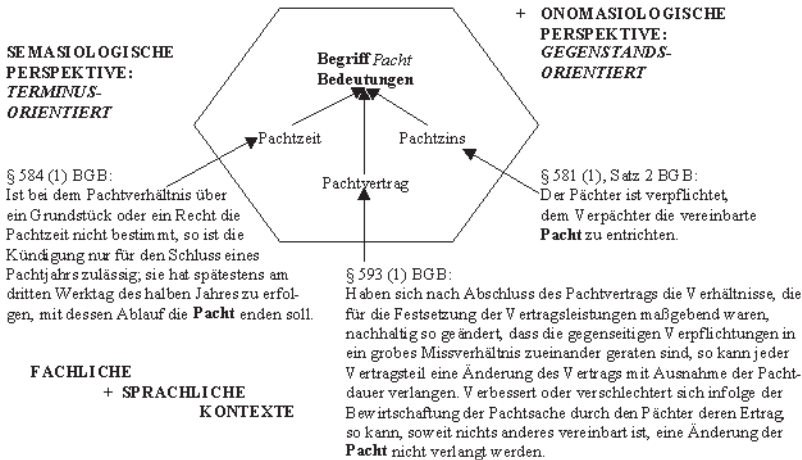 SEMASIOLOGISCHE
PERSPEKTIVE:
TERMINUS-
ORIENTIERT
+ ONOMASIOLOGISCHE
PERSPEKTIVE:
GEGENSTANDS-
ORIENTIERT
Begriff Pacht
Bedeutungen
Pachtzeit
Pachtzins
Pachtvertrag
§ 584 (1) BGB:
Ist bei dem Pachtverhältnis über
ein Grundstück oder ein Recht die
Pachtzeit nicht bestimmt, so ist die
Kündigung nur für den Schluss eines
Pachtjahrs zulässig; sie hat spätestens am
dritten Werktag des halben Jahres zu erfol-
gen, mit dessen Ablauf die Pacht enden soll.
§ 581 (1), Satz 2 BGB:
Der Pächter ist verpflichtet,
dem Verpächter die vereinbarte
Pacht zu entrichten.
§ 593 (1) BGB:
Haben sich nach Abschluss des Pachtvertrags die Verhältnisse, die
für die Festsetzung der Vertragsleistungen maßgebend waren,
nachhaltig so geändert, dass die gegenseitigen Verpflichtungen in
ein grobes Missverhältnis zueinander geraten sind, so kann jeder
Vertragsteil eine Änderung des Vertrags mit Ausnahme der Pacht-
dauer verlangen. Verbessert oder verschlechtert sich infolge der
Bewirtschaftung der Pachtsache durch den Pächter deren Ertrag,
so kann, soweit nichts anderes vereinbart ist, eine Änderung der
Pacht nicht verlangt werden.
FACHLICHE
+ SPRACHLICHE
KONTEXTE